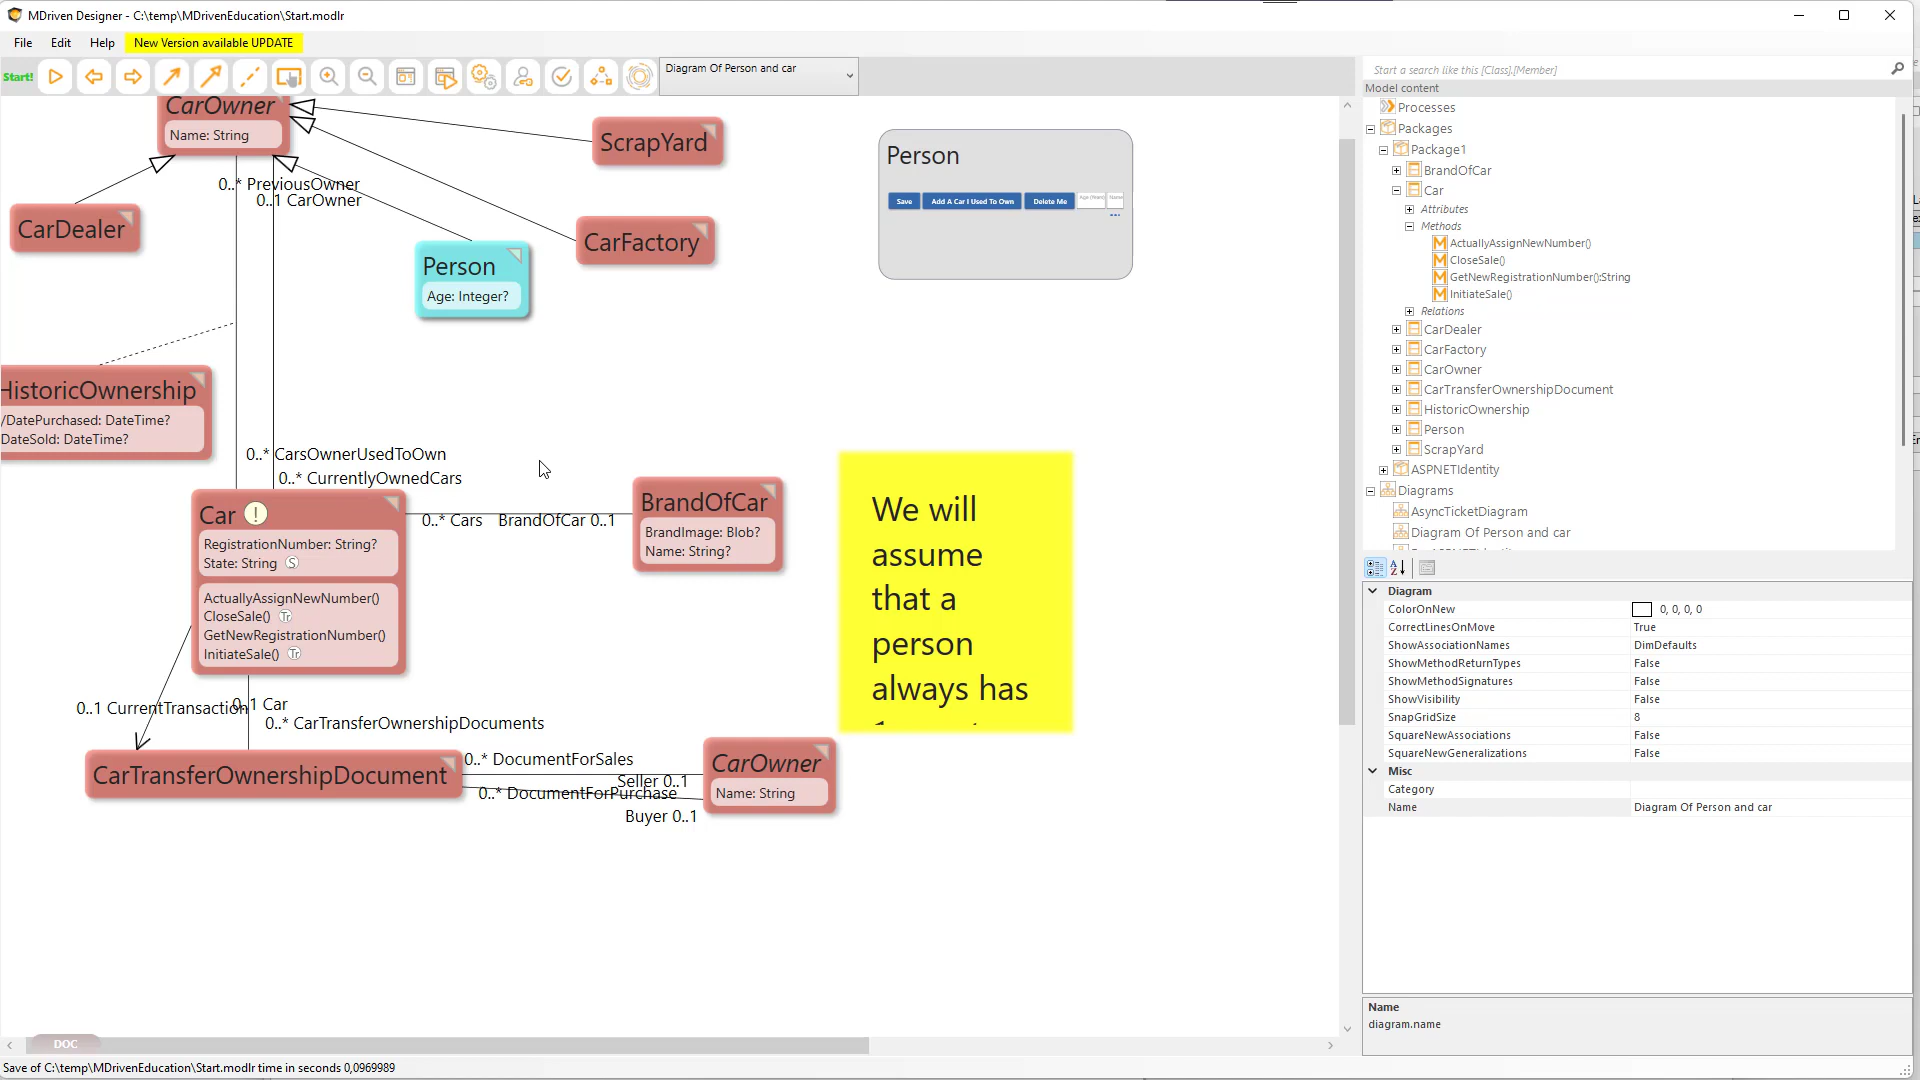 MDriven Designer - C:\temp\MDrivenEducation\Start.modlr
File Edit Help New Version available UPDATE
Start!
Diagram Of Person and car
CarOwner
Name: String
ScrapYard
0..* PreviousOwner
0..1 CarOwner
CarDealer
CarFactory
Person
Age: Integer?
Person
Save Add A Car I Used To Own Delete Me Age (Years) Name
HistoricOwnership
/DatePurchased: DateTime?
DateSold: DateTime?
0..* CarsOwnerUsedToOwn
0..* CurrentlyOwnedCars
Car !
RegistrationNumber: String?
State: String S
ActuallyAssignNewNumber()
CloseSale() Tr
GetNewRegistrationNumber()
InitiateSale() Tr
0..* Cars BrandOfCar 0..1
BrandOfCar
BrandImage: Blob?
Name: String?
We will
assume
that a
person
always has
0..1 CurrentTransaction
0..1 Car
0..* CarTransferOwnershipDocuments
CarTransferOwnershipDocument
0..* DocumentForSales
Seller 0..1
0..* DocumentForPurchase
Buyer 0..1
CarOwner
Name: String
DOC
Save of C:\temp\MDrivenEducation\Start.modlr time in seconds 0,0969989
Start a search like this [Class].[Member]
Model content
Processes
Packages
Package1
BrandOfCar
Car
Attributes
Methods
ActuallyAssignNewNumber()
CloseSale()
GetNewRegistrationNumber():String
InitiateSale()
Relations
CarDealer
CarFactory
CarOwner
CarTransferOwnershipDocument
HistoricOwnership
Person
ScrapYard
ASPNETIdentity
Diagrams
AsyncTicketDiagram
Diagram Of Person and car
Diagram
ColorOnNew 0, 0, 0, 0
CorrectLinesOnMove True
ShowAssociationNames DimDefaults
ShowMethodReturnTypes False
ShowMethodSignatures False
ShowVisibility False
SnapGridSize 8
SquareNewAssociations False
SquareNewGeneralizations False
Misc
Category
Name Diagram Of Person and car
Name
diagram.name